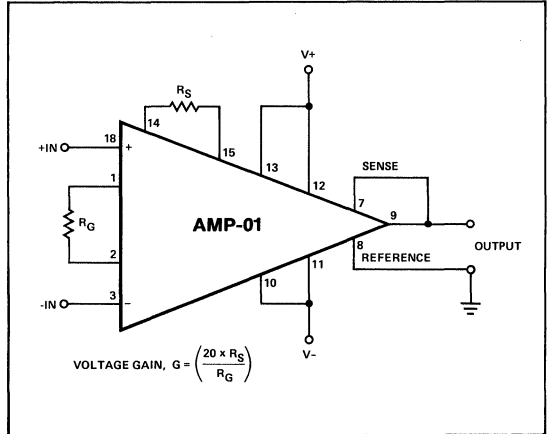 V+
RS
14
15
18
+IN
+
13
12
SENSE
1
7
RG
AMP-01
9
OUTPUT
8
REFERENCE
2
11
10
-IN
3
−
V−
VOLTAGE GAIN, G = (20 x RS / RG)